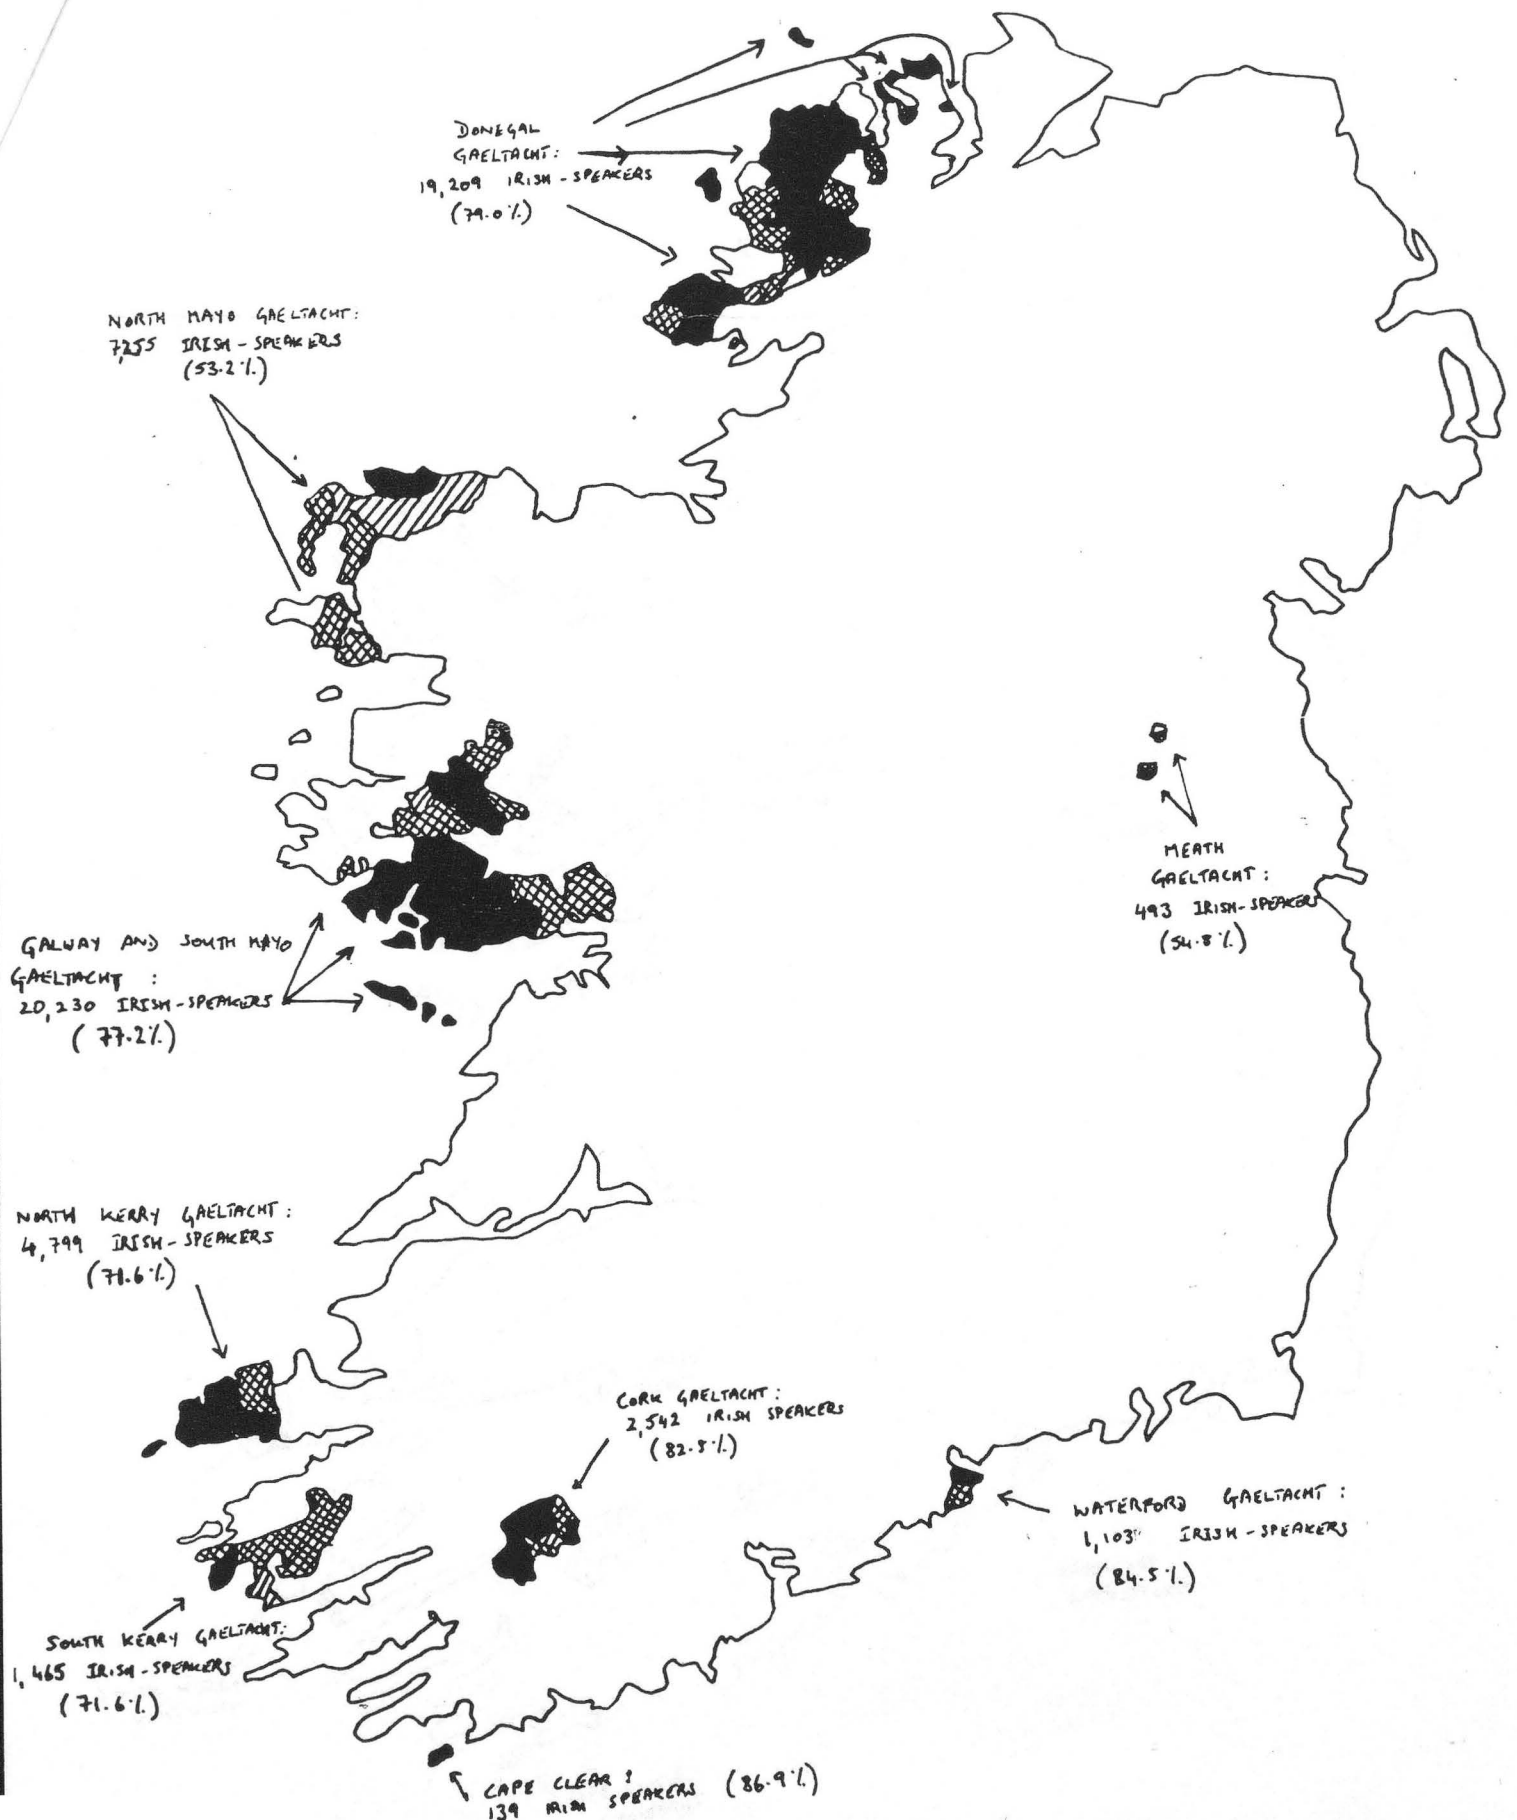 DONEGAL
GAELTACHT:
19,209 IRISH-SPEAKERS
(79.0%)
NORTH MAYO GAELTACHT:
7,255 IRISH-SPEAKERS
(53.2%)
MEATH
GAELTACHT:
493 IRISH-SPEAKERS
(54.8%)
GALWAY AND SOUTH MAYO
GAELTACHT:
20,230 IRISH-SPEAKERS
(77.2%)
NORTH KERRY GAELTACHT:
4,799 IRISH-SPEAKERS
(71.6%)
CORK GAELTACHT:
2,542 IRISH SPEAKERS
(82.5%)
WATERFORD GAELTACHT:
1,103 IRISH-SPEAKERS
(84.5%)
SOUTH KERRY GAELTACHT:
1,465 IRISH-SPEAKERS
(71.6%)
CAPE CLEAR:
139 IRISH SPEAKERS (86.9%)